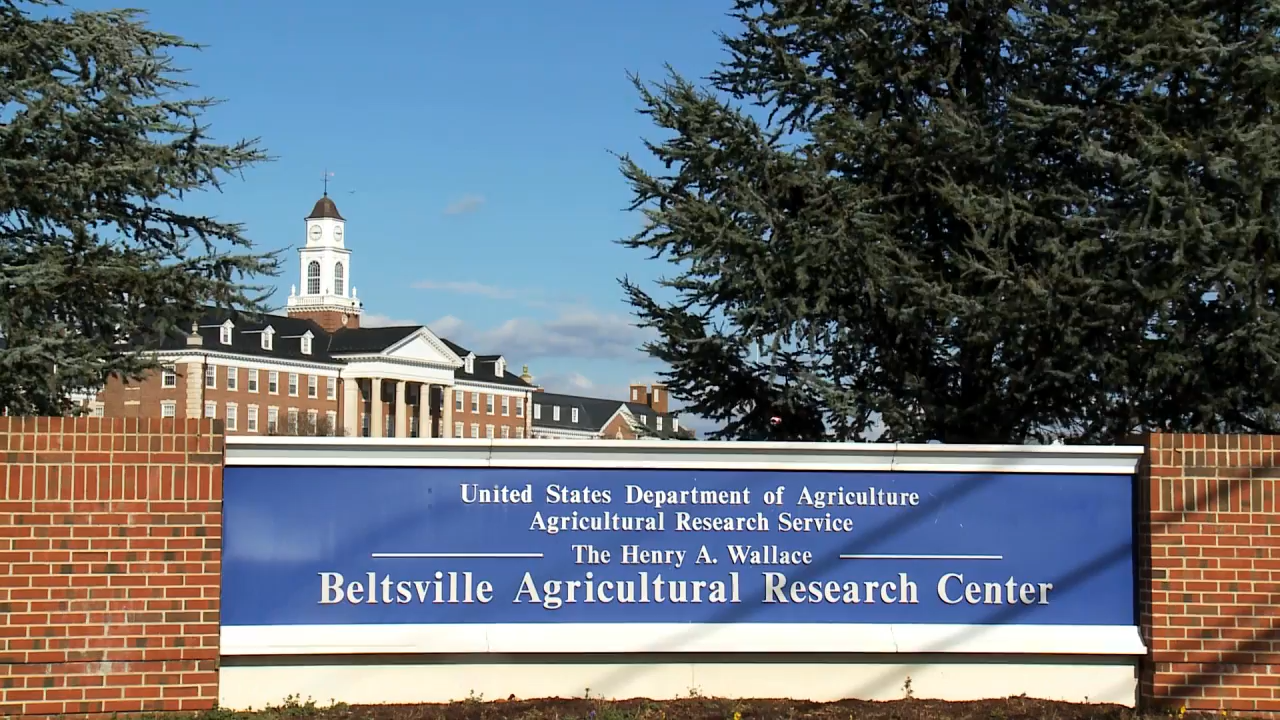 United States Department of Agriculture
Agricultural Research Service
The Henry A. Wallace
Beltsville Agricultural Research Center